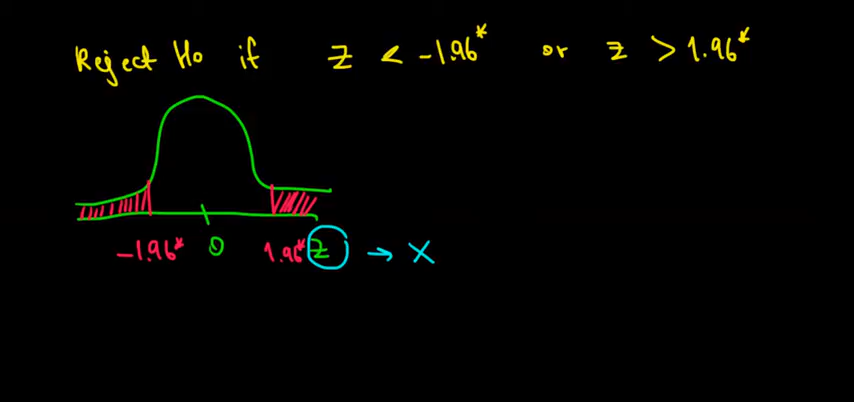 Reject Ho if Z < -1.96* or Z > 1.96*
-1.96* 0 1.96* Z → X